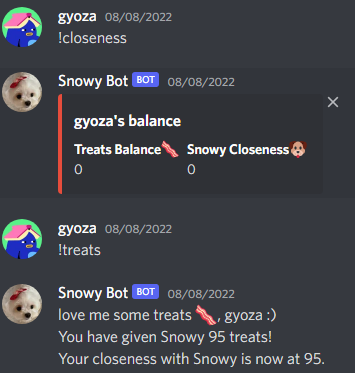 gyoza 08/08/2022
!closeness
Snowy Bot BOT 08/08/2022
gyoza's balance
Treats Balance🥓 Snowy Closeness🐶
0 0
gyoza 08/08/2022
!treats
Snowy Bot BOT 08/08/2022
love me some treats 🥓, gyoza :)
You have given Snowy 95 treats!
Your closeness with Snowy is now at 95.